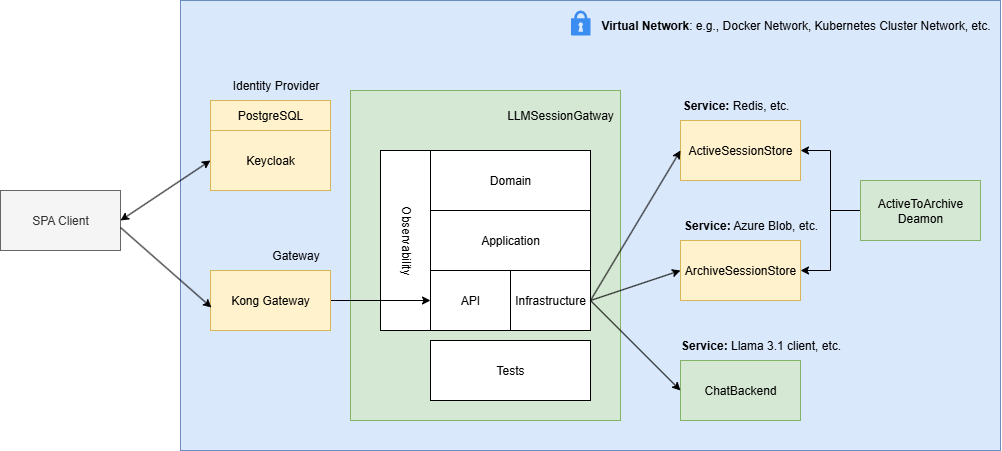 Virtual Network: e.g., Docker Network, Kubernetes Cluster Network, etc.
Identity Provider
PostgreSQL
Keycloak
SPA Client
Gateway
Kong Gateway
LLMSessionGatway
Observability
Domain
Application
API
Infrastructure
Tests
Service: Redis, etc.
ActiveSessionStore
Service: Azure Blob, etc.
ArchiveSessionStore
Service: Llama 3.1 client, etc.
ChatBackend
ActiveToArchive
Deamon